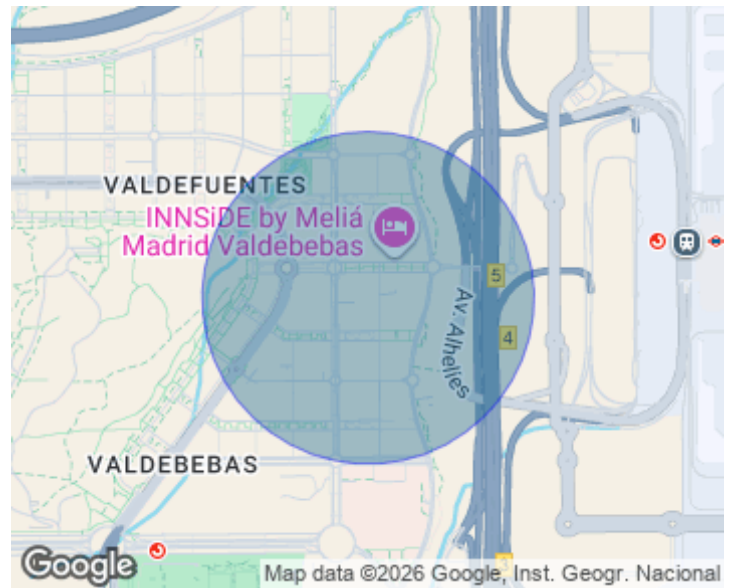 VALDEFUENTES
INNSiDE by Meliá
Madrid Valdebebas
5
Av. Alhelíes
4
VALDEBEBAS
Google
Map data ©2026 Google, Inst. Geogr. Nacional